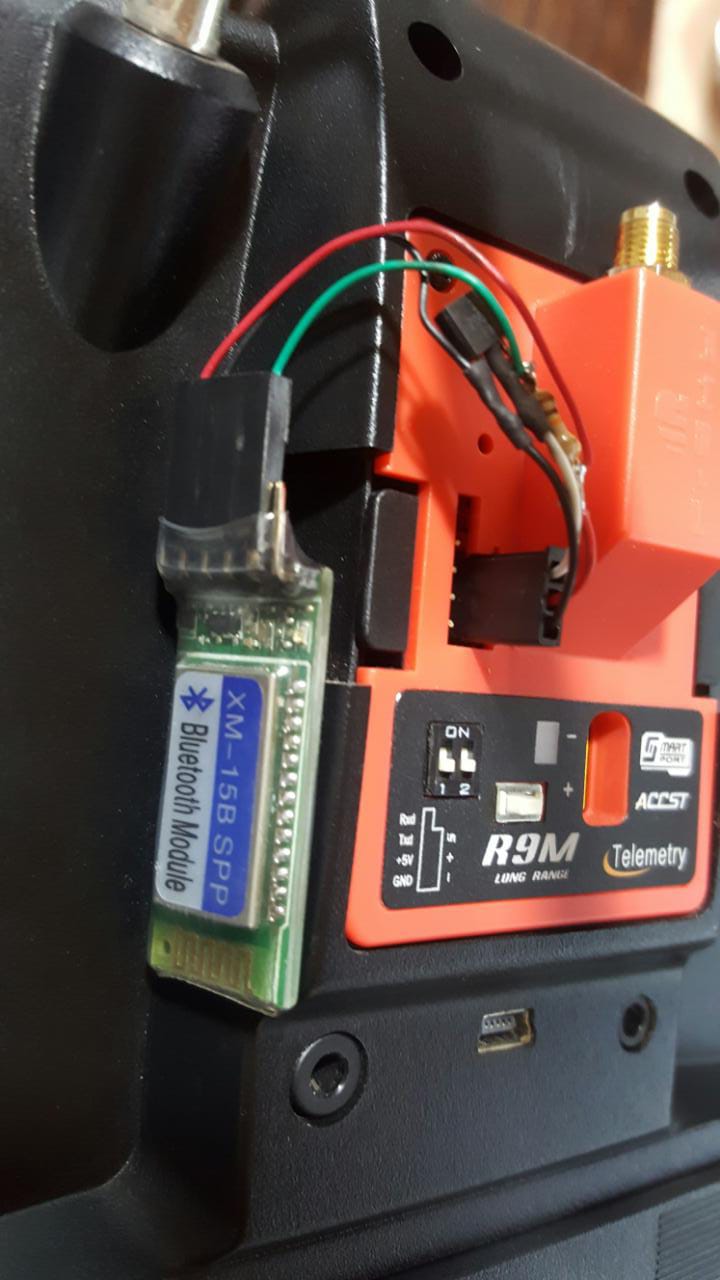 XM-15B SPP
Bluetooth Module
ON
1 2
-
+
SMART
PORT
ACCST
Rxd
Txd
+5V
GND
S
+
-
R9M
LONG RANGE
Telemetry